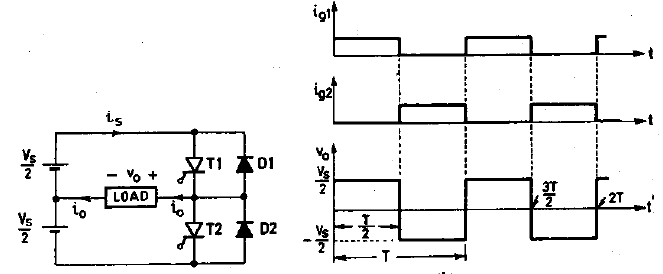 i_s
V_s/2
T1
D1
− v_o +
LOAD
i_o
i_o
V_s/2
T2
D2
i_g1
t
i_g2
t
v_o
V_s/2
3T/2
2T
t
T/2
−V_s/2
T